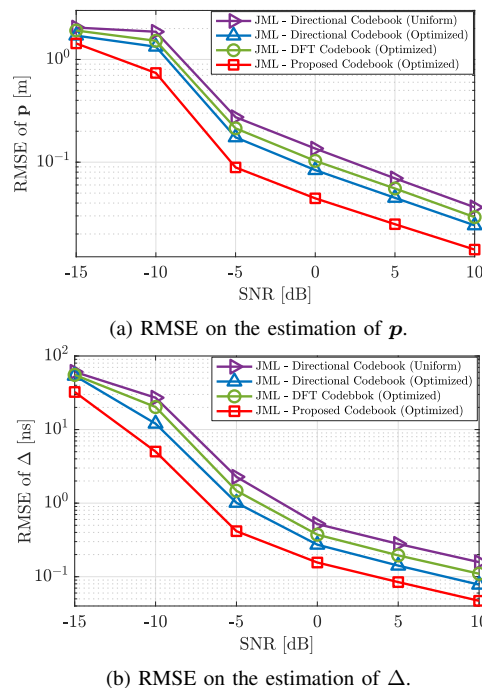 JML - Directional Codebook (Uniform)
JML - Directional Codebook (Optimized)
JML - DFT Codebook (Optimized)
JML - Proposed Codebook (Optimized)
RMSE of p [m]
10^0
10^-1
-15 -10 -5 0 5 10
SNR [dB]
(a) RMSE on the estimation of p.
JML - Directional Codebook (Uniform)
JML - Directional Codebook (Optimized)
JML - DFT Codebbok (Optimized)
JML - Proposed Codebook (Optimized)
RMSE of Δ [ns]
10^2
10^1
10^0
10^-1
-15 -10 -5 0 5 10
SNR [dB]
(b) RMSE on the estimation of Δ.